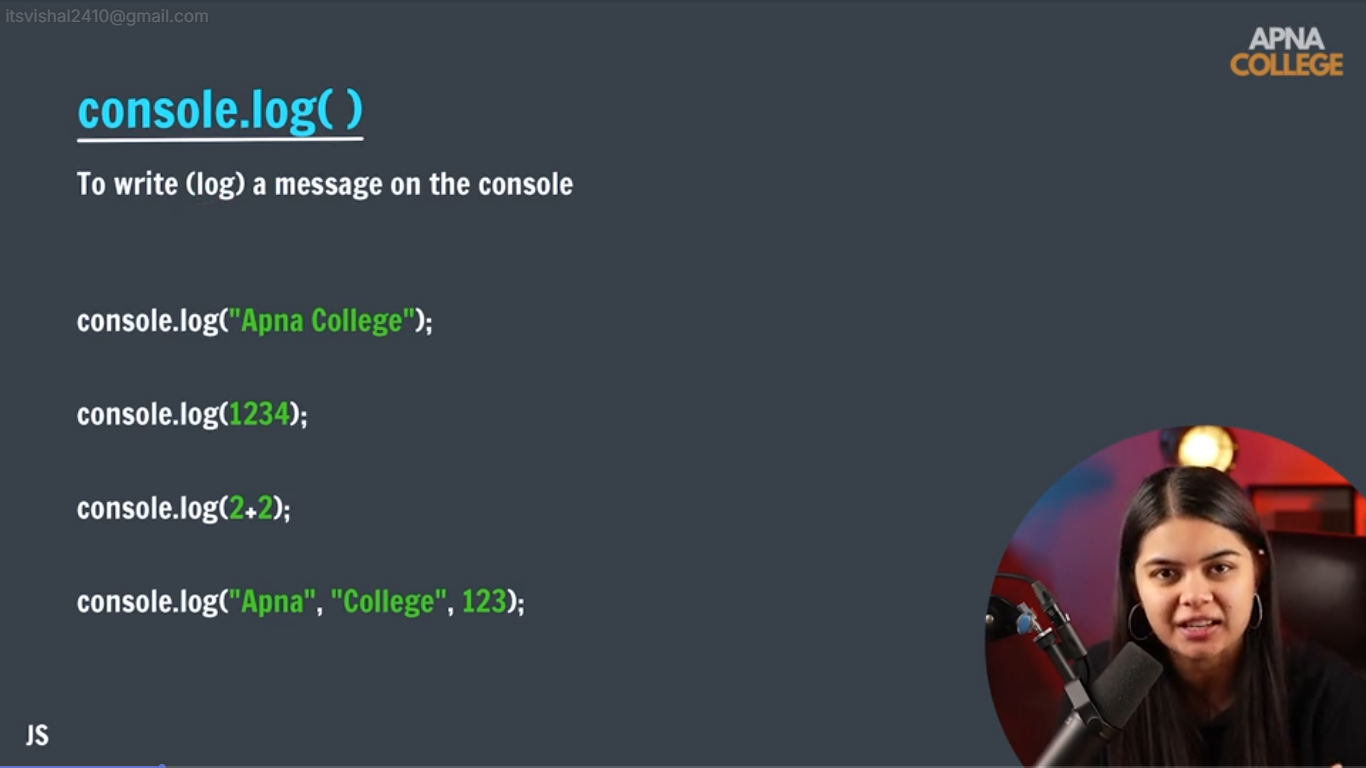 itsvishal2410@gmail.com
APNA
COLLEGE
console.log( )
To write (log) a message on the console
console.log("Apna College");
console.log(1234);
console.log(2+2);
console.log("Apna", "College", 123);
JS